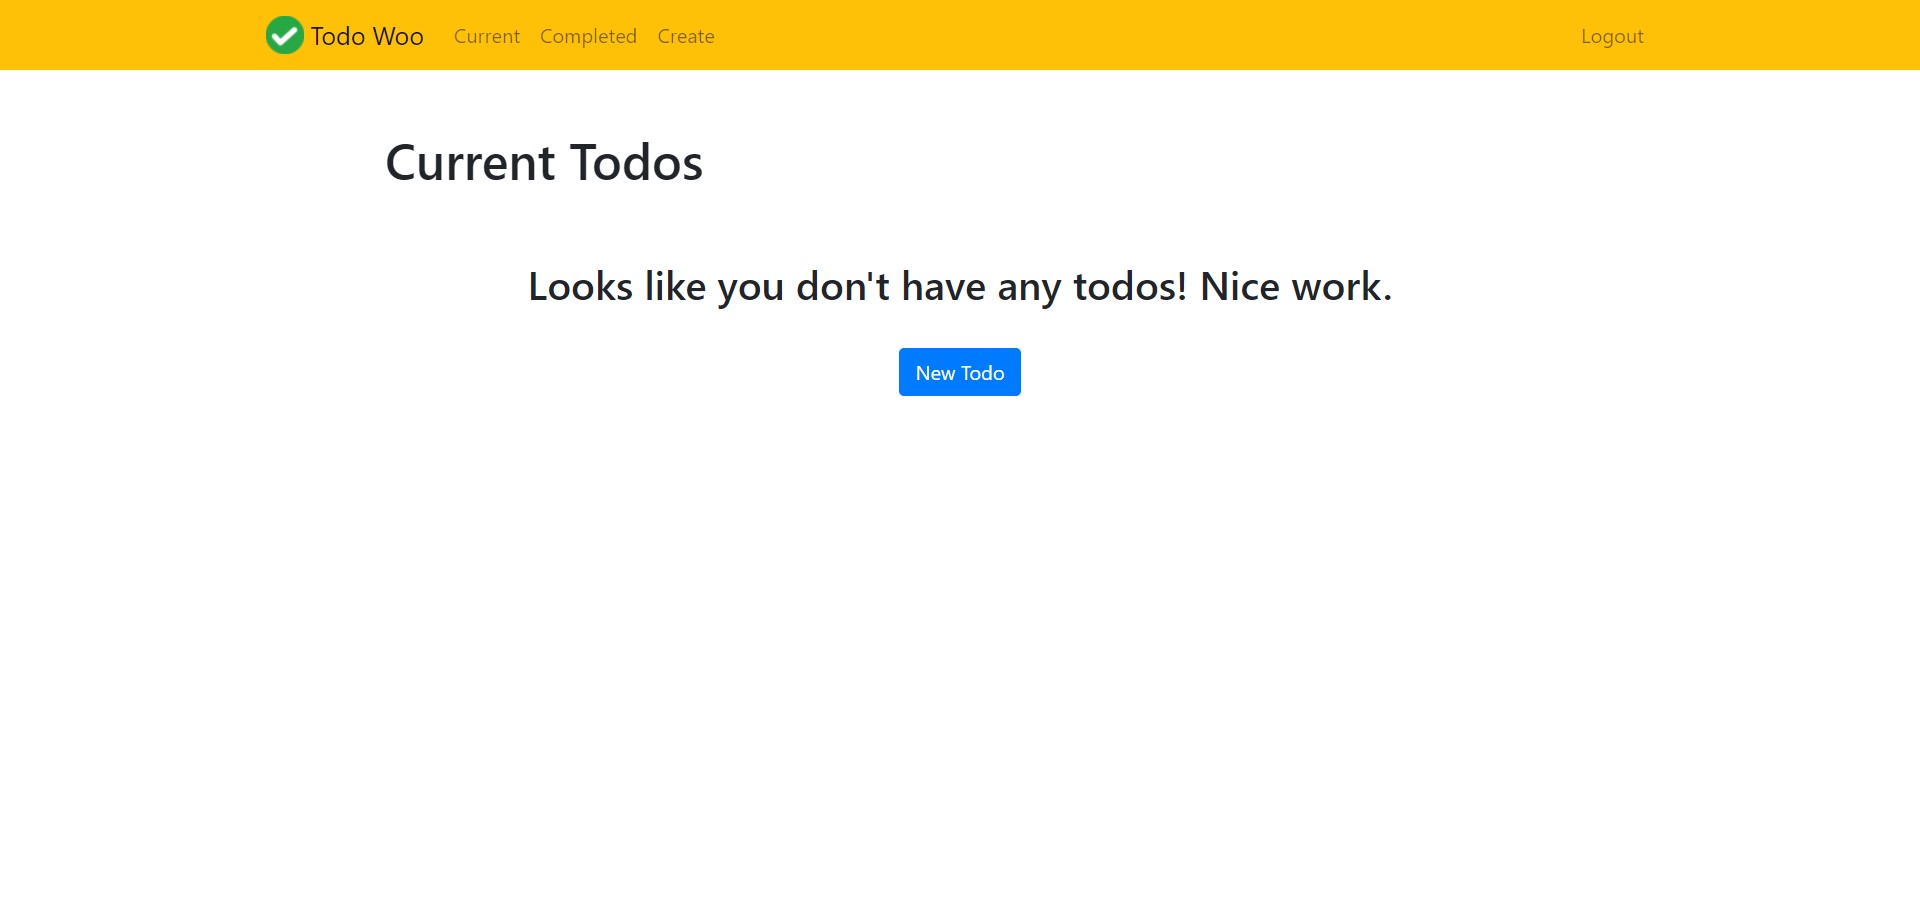 Todo Woo Current Completed Create Logout
Current Todos
Looks like you don't have any todos! Nice work.
New Todo